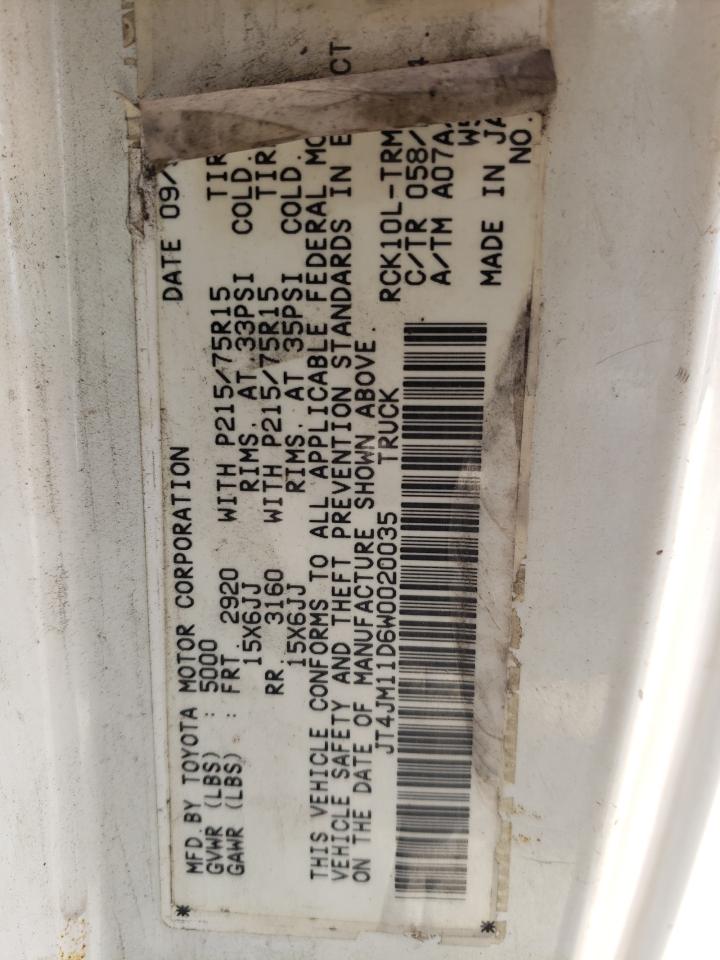 MFD. BY TOYOTA MOTOR CORPORATION DATE 09/
GVWR (LBS) : 5000
GAWR (LBS) : FRT. 2920 WITH P215/75R15 TIR
15X6JJ RIMS. AT 33PSI COLD.
RR. 3160 WITH P215/75R15 TIR
15X6JJ RIMS. AT 35PSI COLD.
THIS VEHICLE CONFORMS TO ALL APPLICABLE FEDERAL MO
VEHICLE SAFETY AND THEFT PREVENTION STANDARDS IN E CT
ON THE DATE OF MANUFACTURE SHOWN ABOVE.
JT4JM11D6W0020035 TRUCK
RCK10L-TRM
C/TR 058/
A/TM A07A/
W5
MADE IN JA
NO.